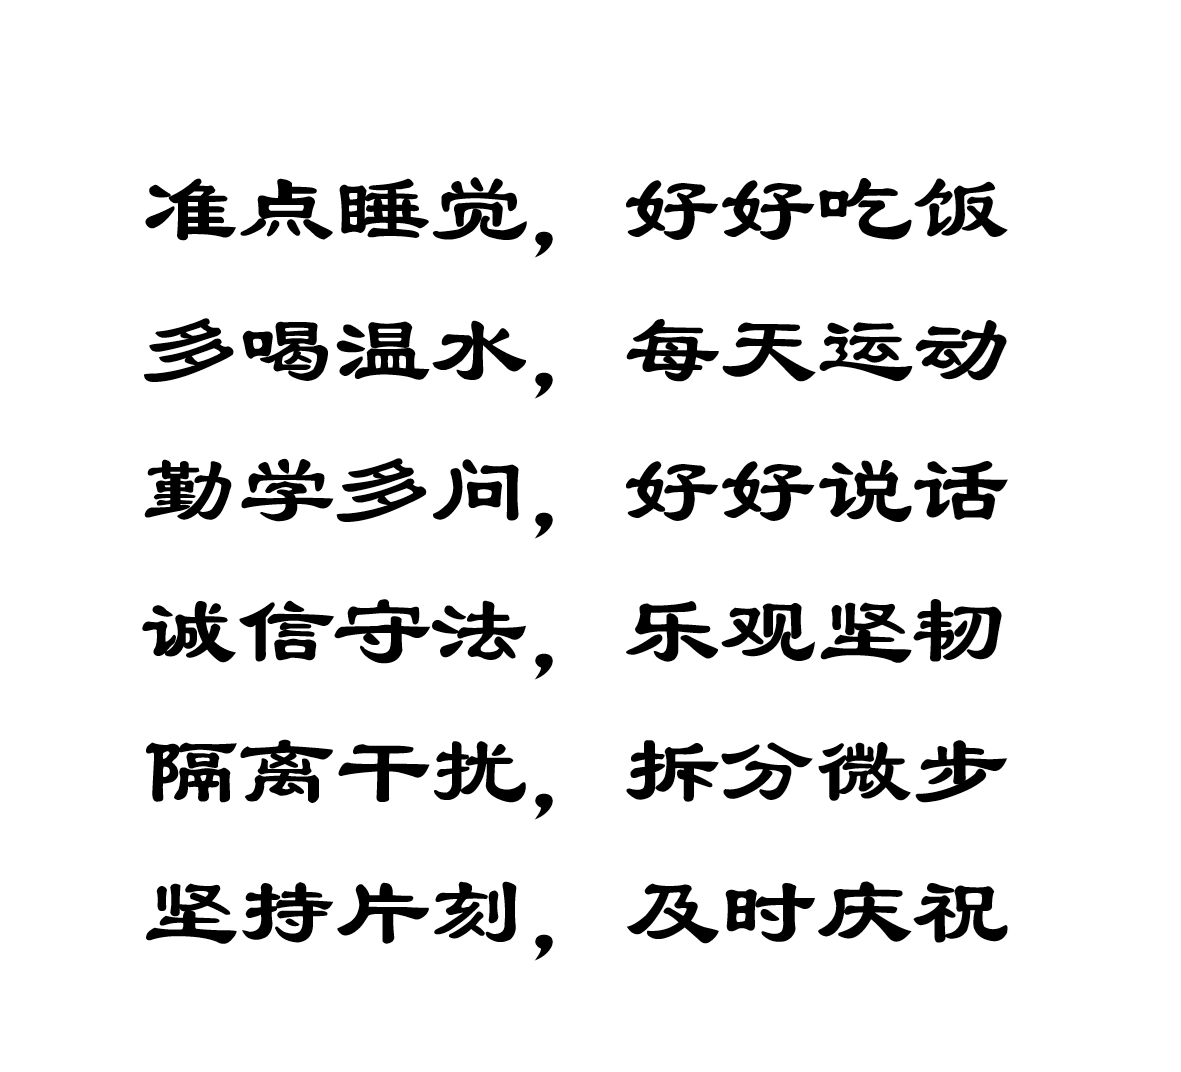 准点睡觉，好好吃饭
多喝温水，每天运动
勤学多问，好好说话
诚信守法，乐观坚韧
隔离干扰，拆分微步
坚持片刻，及时庆祝